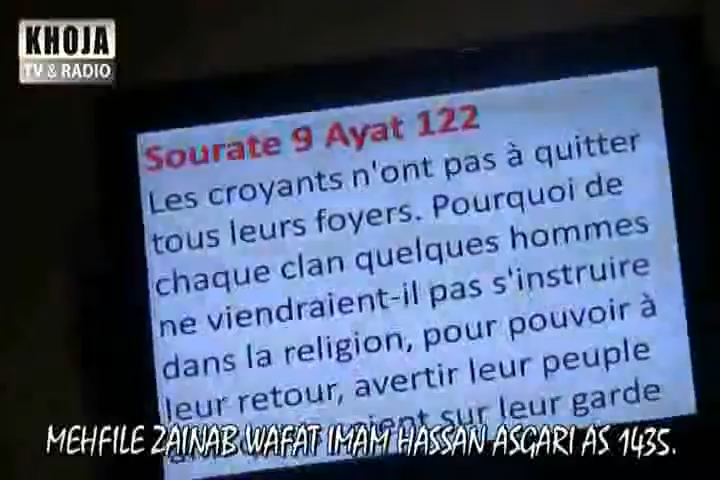 KHOJA
TV & RADIO
Sourate 9 Ayat 122
Les croyants n'ont pas à quitter
tous leurs foyers. Pourquoi de
chaque clan quelques hommes
ne viendraient-il pas s'instruire
dans la religion, pour pouvoir à
leur retour, avertir leur peuple
sur leur garde
MEHFILE ZAINAB WAFAT IMAM HASSAN ASGARI AS 1435.